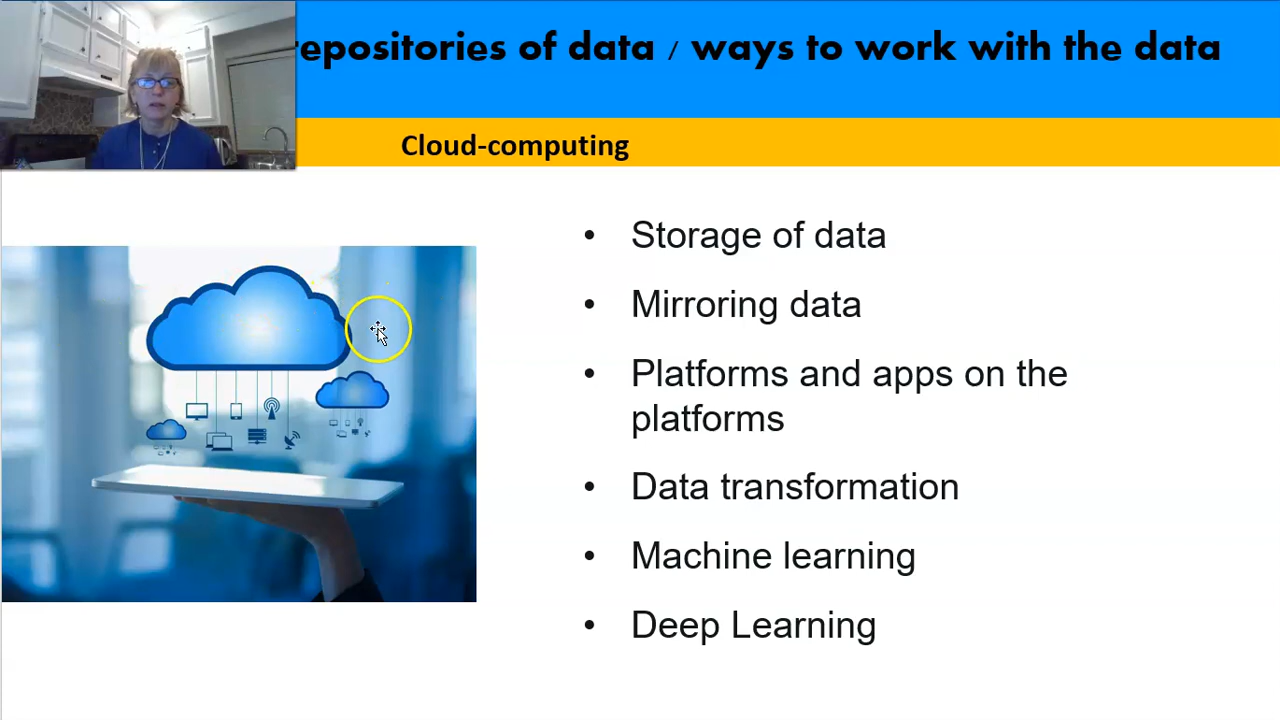 repositories of data / ways to work with the data
Cloud-computing
• Storage of data
• Mirroring data
• Platforms and apps on the
platforms
• Data transformation
• Machine learning
• Deep Learning